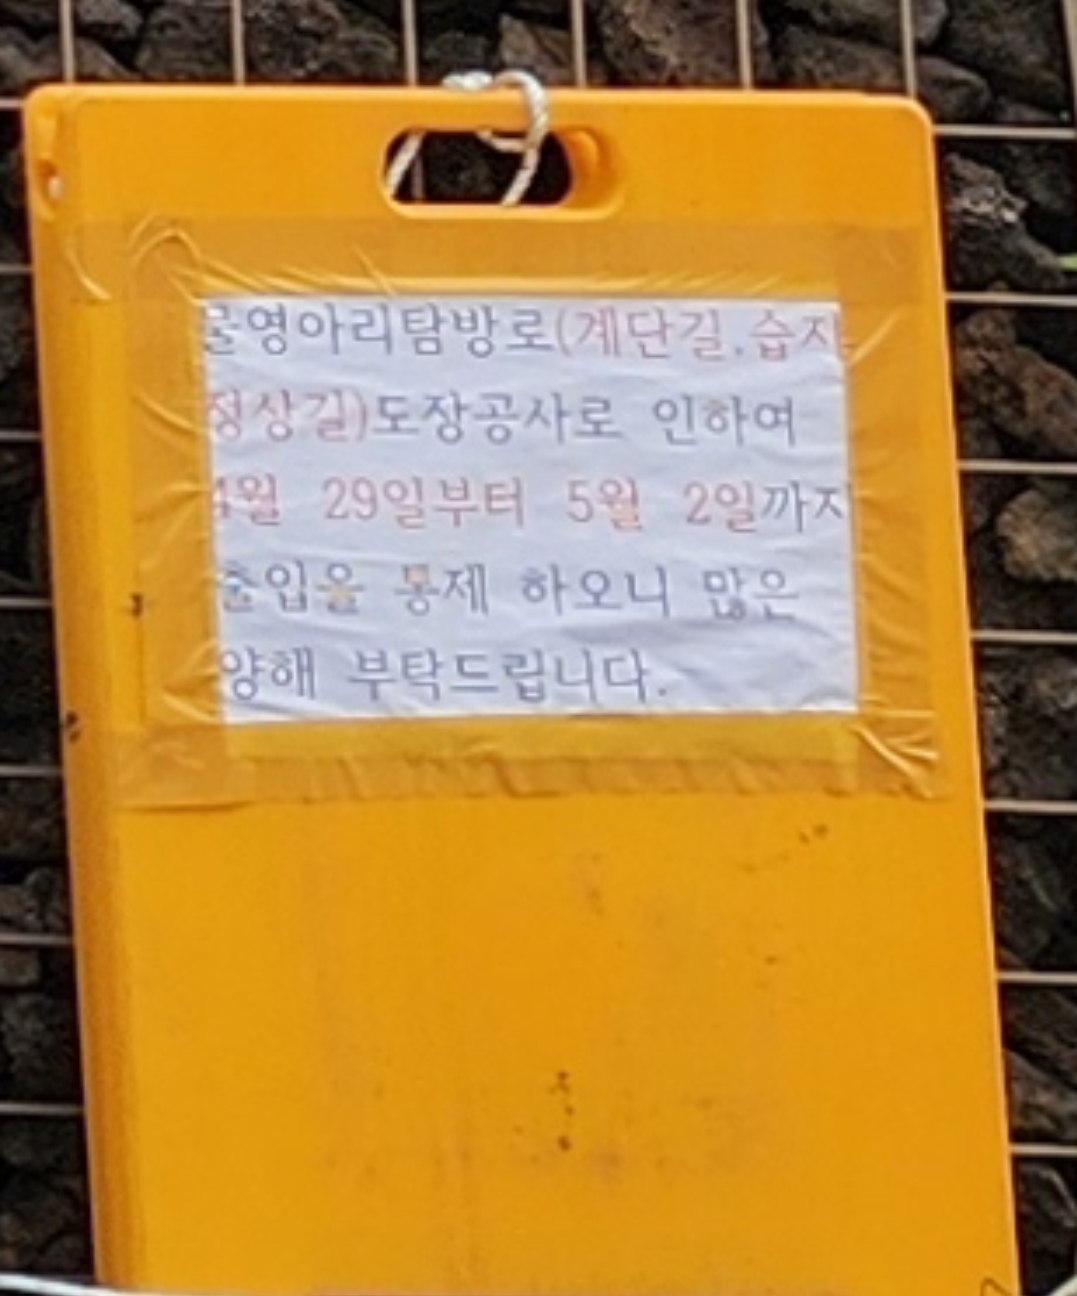 물영아리탐방로(계단길.습지
정상길)도장공사로 인하여
4월 29일부터 5월 2일까지
출입을 통제 하오니 많은
양해 부탁드립니다.